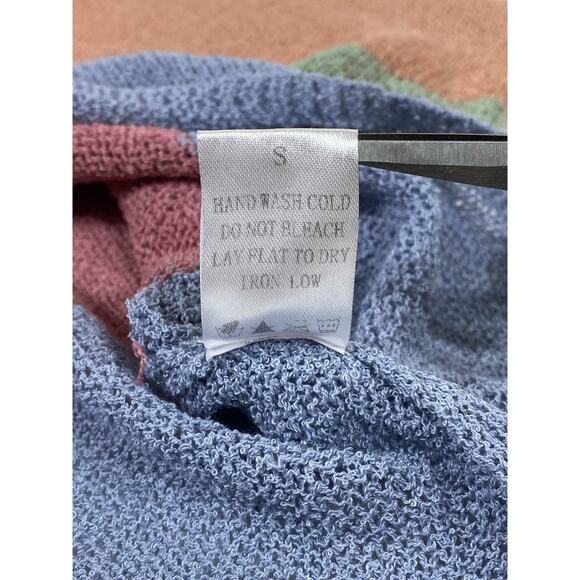 S
HAND WASH COLD
DO NOT BLEACH
LAY FLAT TO DRY
IRON LOW